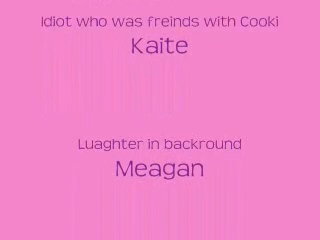 Idiot who was freinds with Cooki
Kaite
Luaghter in backround
Meagan